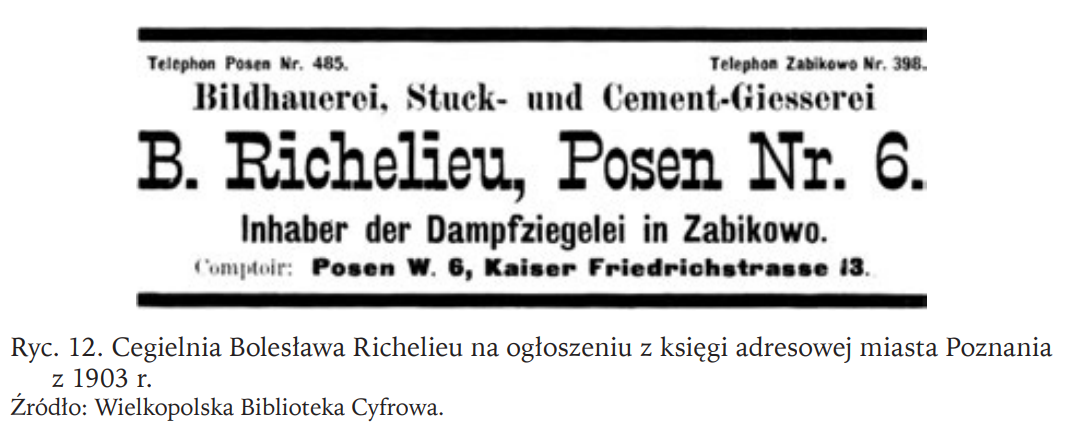 Telephon Posen Nr. 485. Telephon Zabikowo Nr. 398.
Bildhauerei, Stuck- und Cement-Giesserei
B. Richelieu, Posen Nr. 6.
Inhaber der Dampfziegelei in Zabikowo.
Comptoir: Posen W. 6, Kaiser Friedrichstrasse 13.
Ryc. 12. Cegielnia Bolesława Richelieu na ogłoszeniu z księgi adresowej miasta Poznania
z 1903 r.
Źródło: Wielkopolska Biblioteka Cyfrowa.